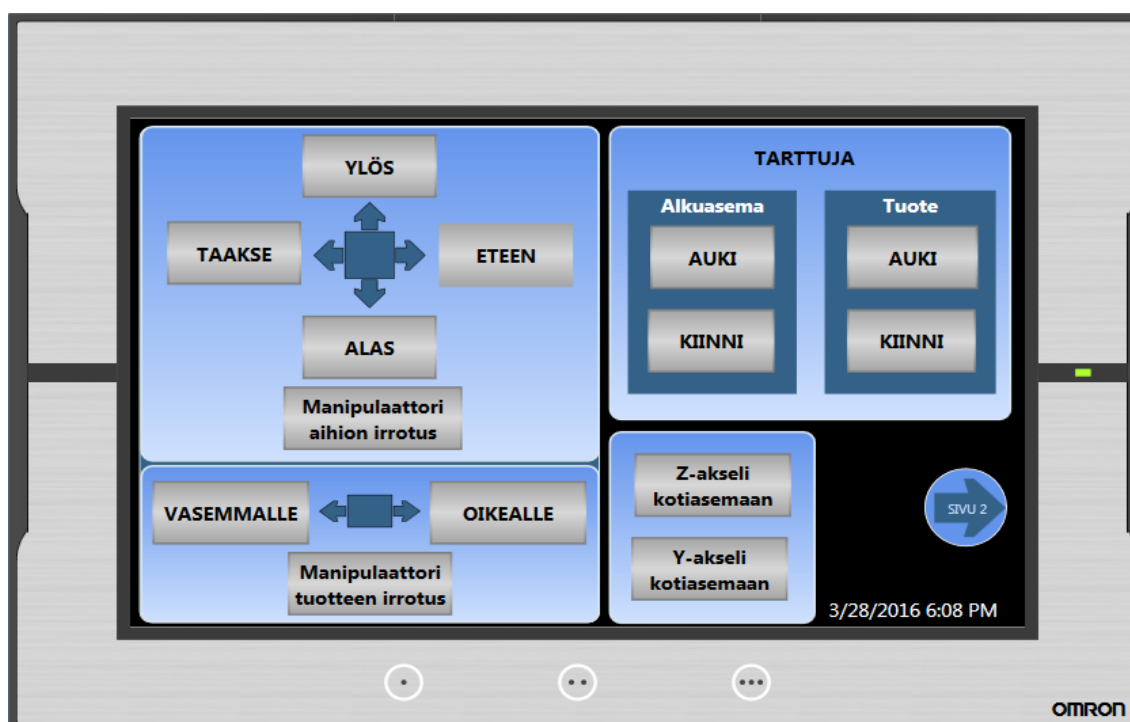 YLÖS
TAAKSE
ETEEN
ALAS
Manipulaattori
aihion irrotus
VASEMMALLE
OIKEALLE
Manipulaattori
tuotteen irrotus
TARTTUJA
Alkuasema
AUKI
KIINNI
Tuote
AUKI
KIINNI
Z-akseli
kotiasemaan
Y-akseli
kotiasemaan
SIVU 2
3/28/2016 6:08 PM
OMRON